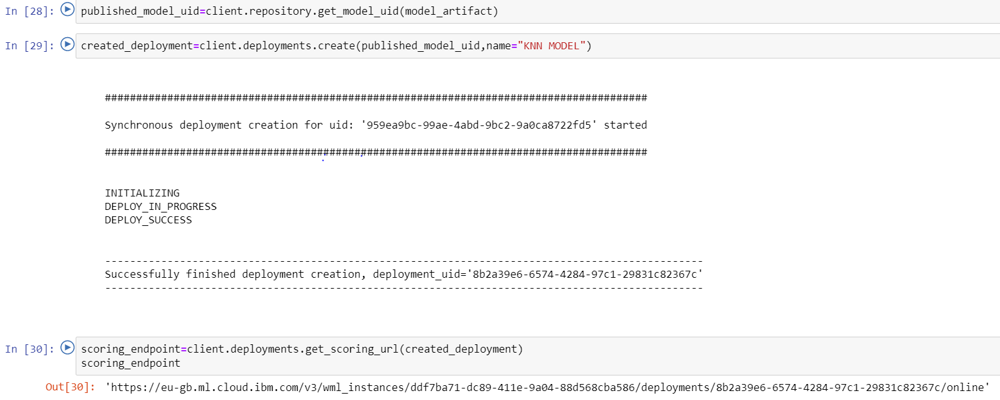 In [28]: published_model_uid=client.repository.get_model_uid(model_artifact)
In [29]: created_deployment=client.deployments.create(published_model_uid,name="KNN MODEL")
#######################################################################################
Synchronous deployment creation for uid: '959ea9bc-99ae-4abd-9bc2-9a0ca8722fd5' started
#######################################################################################
INITIALIZING
DEPLOY_IN_PROGRESS
DEPLOY_SUCCESS
------------------------------------------------------------------------------------------------
Successfully finished deployment creation, deployment_uid='8b2a39e6-6574-4284-97c1-29831c82367c'
------------------------------------------------------------------------------------------------
In [30]: scoring_endpoint=client.deployments.get_scoring_url(created_deployment)
scoring_endpoint
Out[30]: 'https://eu-gb.ml.cloud.ibm.com/v3/wml_instances/ddf7ba71-dc89-411e-9a04-88d568cba586/deployments/8b2a39e6-6574-4284-97c1-29831c82367c/online'